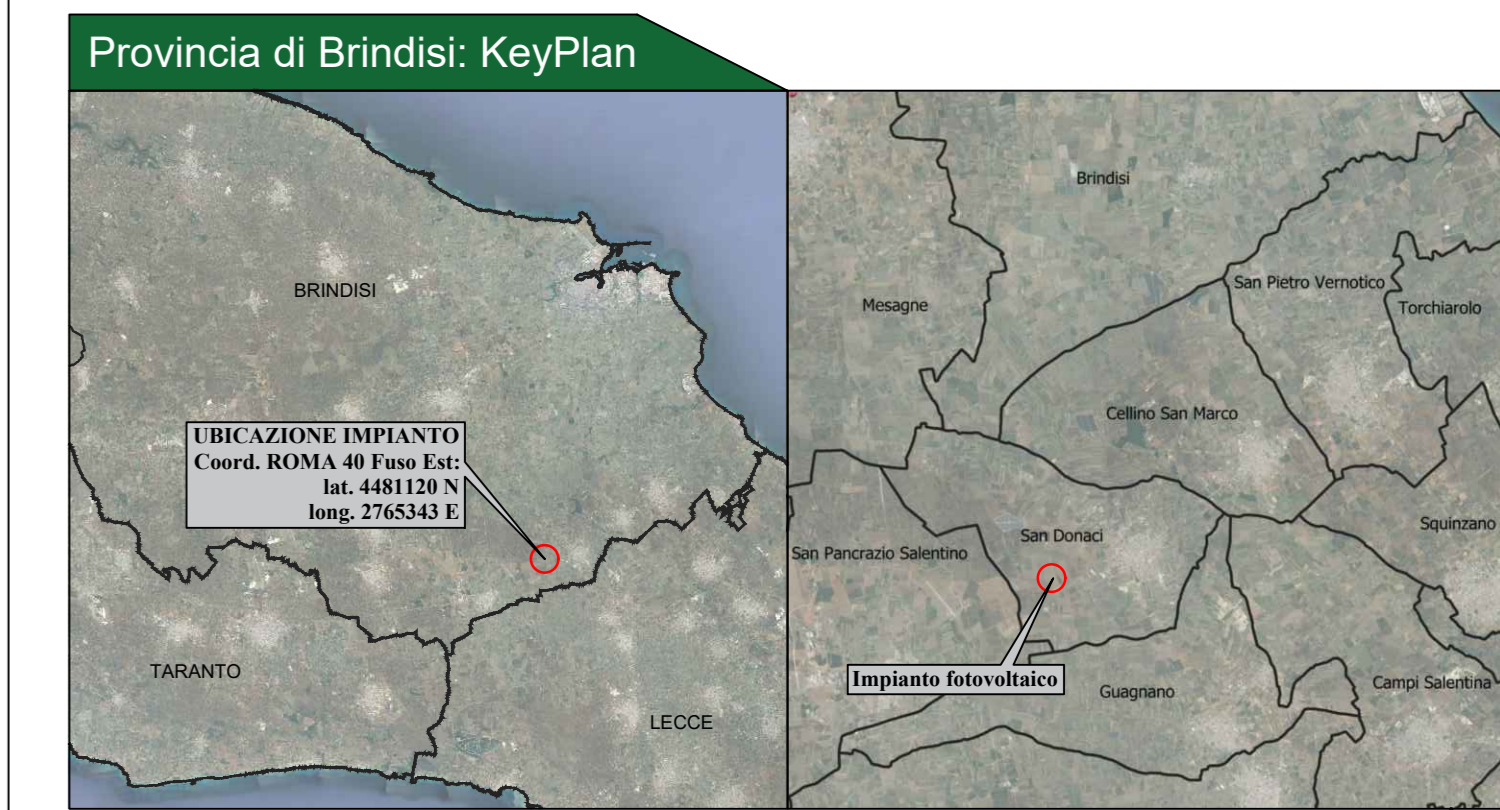 Provincia di Brindisi: KeyPlan
BRINDISI
UBICAZIONE IMPIANTO
Coord. ROMA 40 Fuso Est:
lat. 4481120 N
long. 2765343 E
TARANTO
LECCE
Brindisi
San Pietro Vernotico
Mesagne
Torchiarolo
Cellino San Marco
Squinzano
San Donaci
San Pancrazio Salentino
Impianto fotovoltaico
Guagnano
Campi Salentina